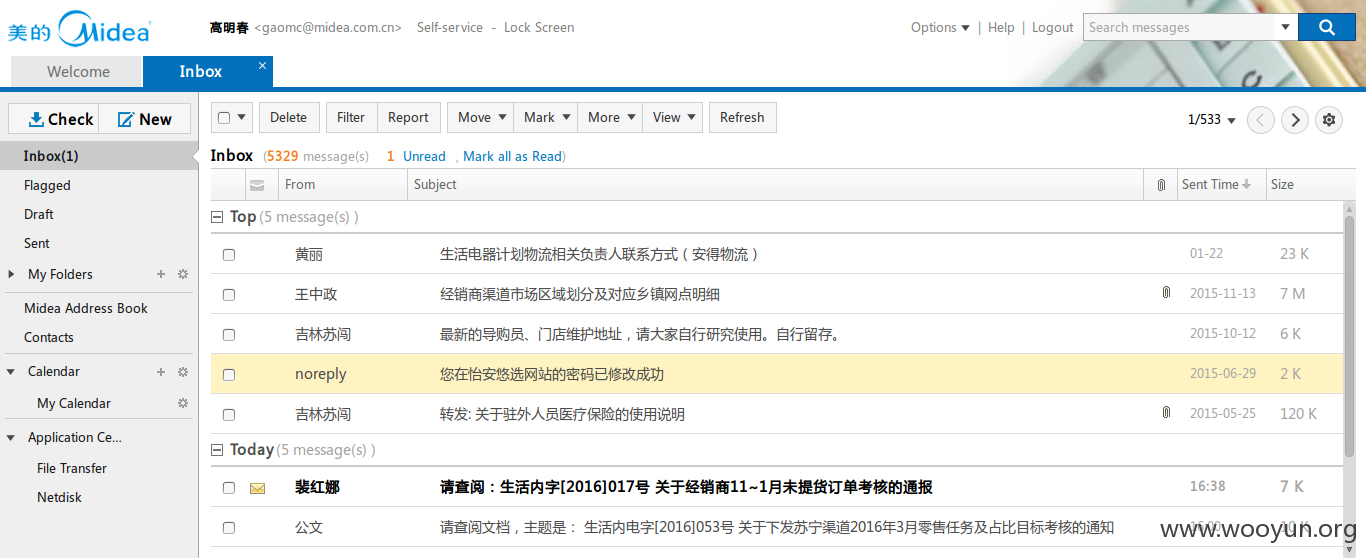 美的 Midea
高明春 <gaomc@midea.com.cn> Self-service - Lock Screen
Options | Help | Logout
Search messages
Welcome
Inbox
Check
New
Delete
Filter
Report
Move
Mark
More
View
Refresh
1/533
Inbox(1)
Flagged
Draft
Sent
My Folders
Midea Address Book
Contacts
Calendar
My Calendar
Application Ce...
File Transfer
Netdisk
Inbox (5329 message(s) 1 Unread , Mark all as Read)
From Subject Sent Time Size
Top (5 message(s) )
黄丽 生活电器计划物流相关负责人联系方式（安得物流） 01-22 23 K
王中政 经销商渠道市场区域划分及对应乡镇网点明细 2015-11-13 7 M
吉林苏闯 最新的导购员、门店维护地址，请大家自行研究使用。自行留存。 2015-10-12 6 K
noreply 您在怡安悠选网站的密码已修改成功 2015-06-29 2 K
吉林苏闯 转发: 关于驻外人员医疗保险的使用说明 2015-05-25 120 K
Today (5 message(s) )
裴红娜 请查阅：生活内字[2016]017号 关于经销商11~1月未提货订单考核的通报 16:38 7 K
公文 请查阅文档，主题是： 生活内电字[2016]053号 关于下发苏宁渠道2016年3月零售任务及占比目标考核的通知
www.wooyun.org